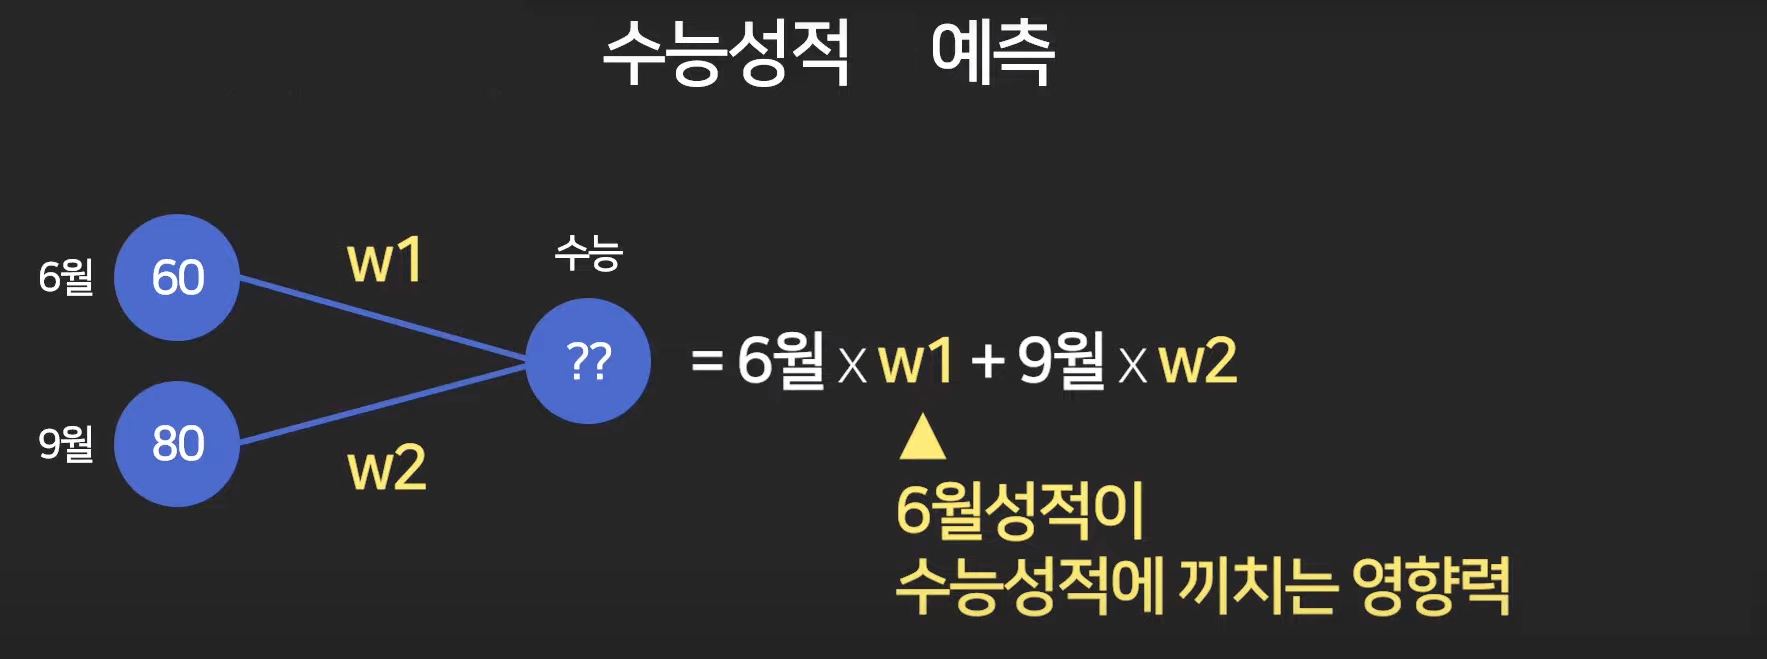 수능성적 예측
6월 60 w1
수능
?? = 6월 x w1 + 9월 x w2
9월 80 w2
▲
6월성적이
수능성적에 끼치는 영향력